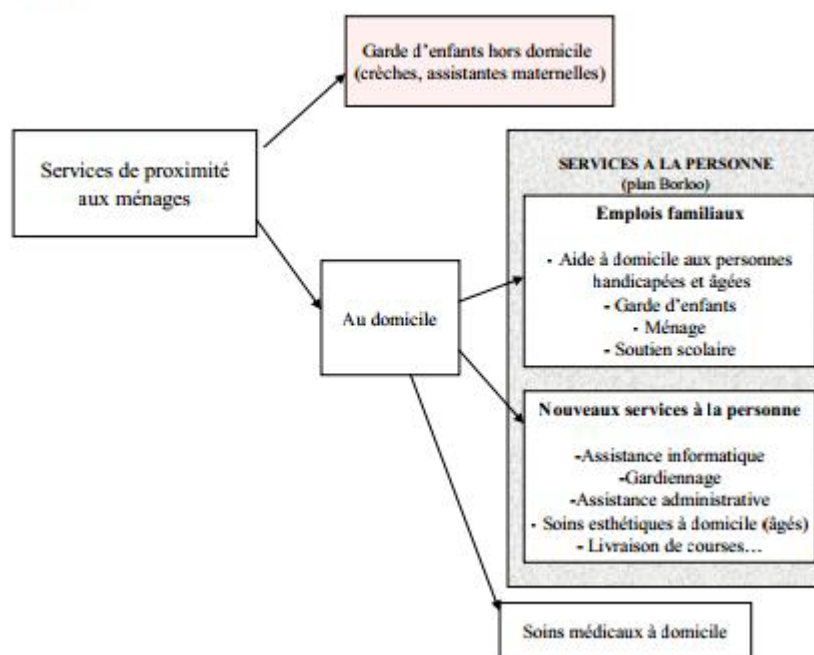 Garde d'enfants hors domicile
(crèches, assistantes maternelles)
Services de proximité
aux ménages
Au domicile
SERVICES A LA PERSONNE
(plan Borloo)
Emplois familiaux
- Aide à domicile aux personnes
handicapées et âgées
- Garde d'enfants
- Ménage
- Soutien scolaire
Nouveaux services à la personne
-Assistance informatique
-Gardiennage
-Assistance administrative
- Soins esthétiques à domicile (âgés)
- Livraison de courses…
Soins médicaux à domicile